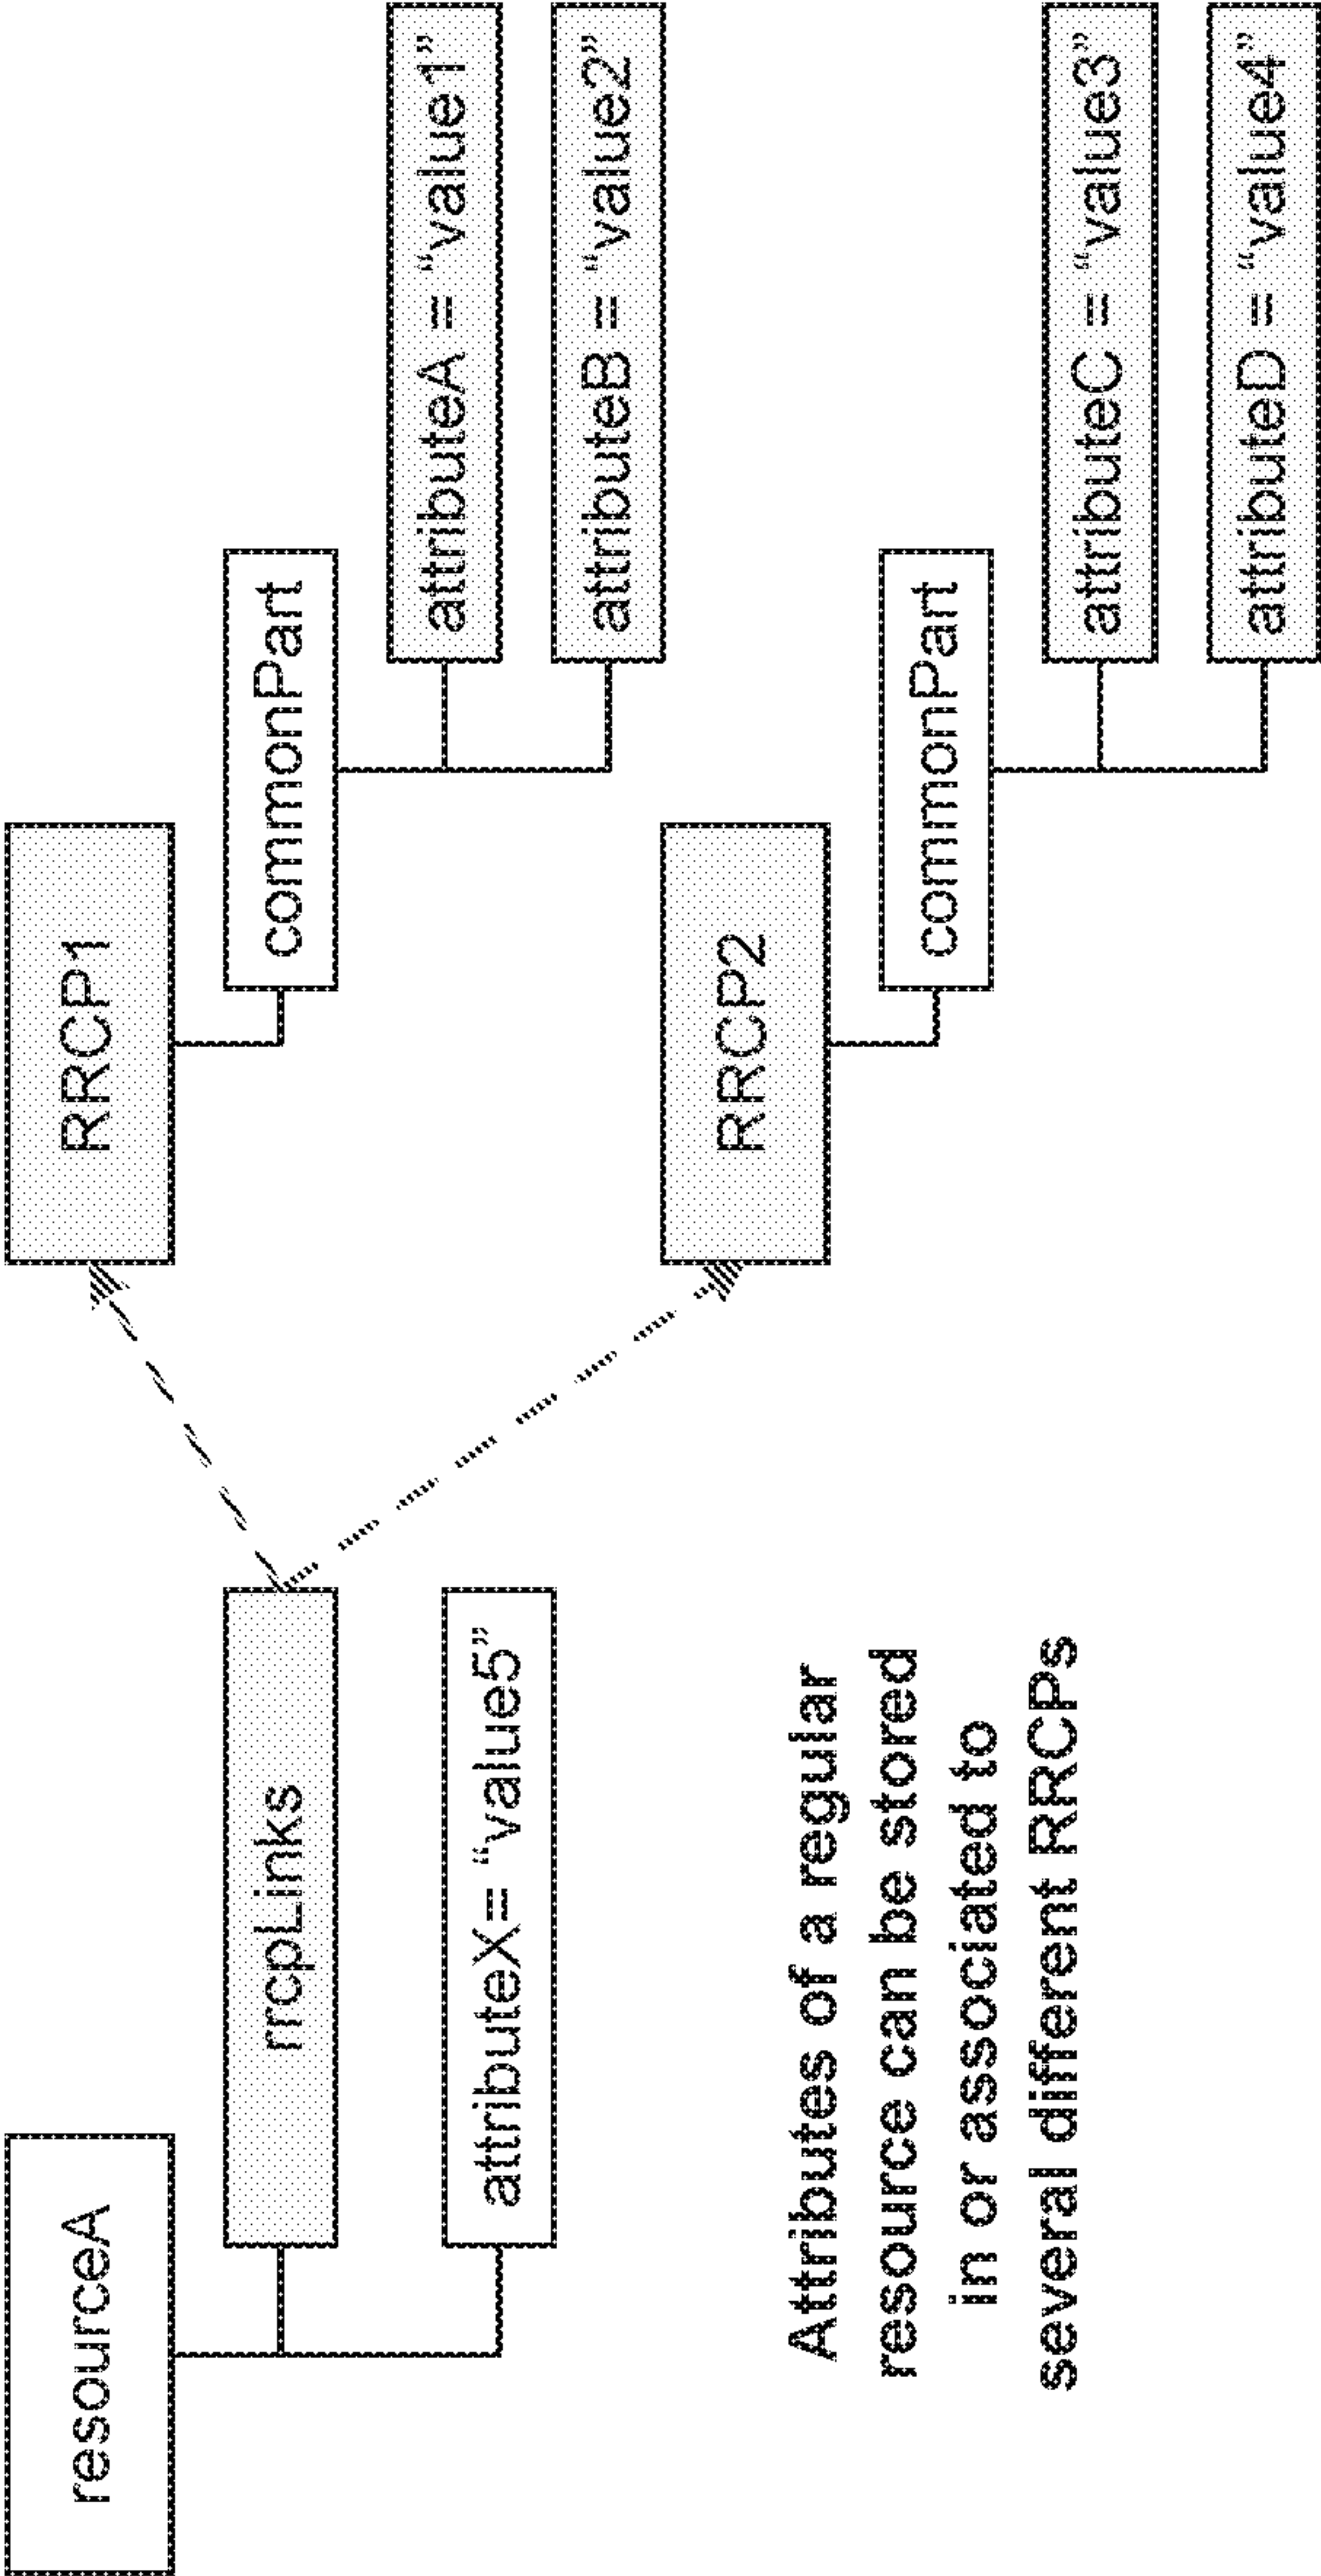 resourceA
rrcpLinks
attributeX= “value5”
Attributes of a regular
resource can be stored
in or associated to
several different RRCPs
RRCP1
commonPart
attributeA = “value1”
attributeB = “value2”
RRCP2
commonPart
attributeC = “value3”
attributeD = “value4”